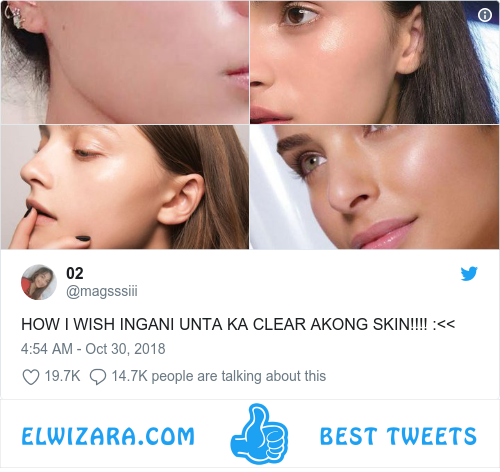 02
@magsssiii
HOW I WISH INGANI UNTA KA CLEAR AKONG SKIN!!!! :<<
4:54 AM - Oct 30, 2018
19.7K 14.7K people are talking about this
ELWIZARA.COM BEST TWEETS